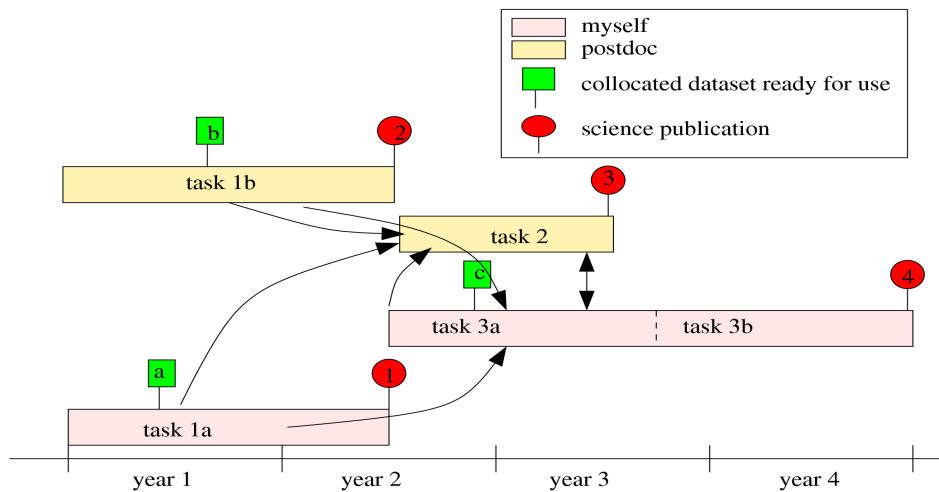 myself
postdoc
collocated dataset ready for use
science publication
b
2
task 1b
3
task 2
c
4
task 3a
task 3b
a
1
task 1a
year 1
year 2
year 3
year 4